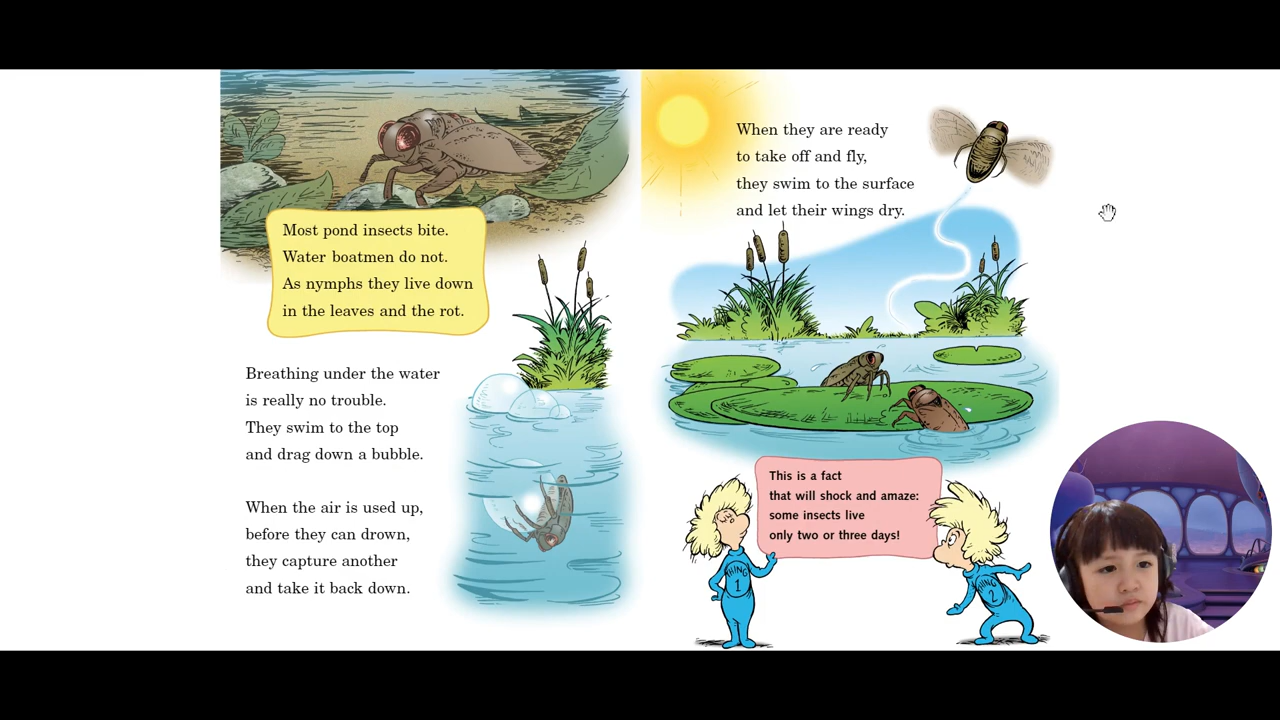 Most pond insects bite.
Water boatmen do not.
As nymphs they live down
in the leaves and the rot.
Breathing under the water
is really no trouble.
They swim to the top
and drag down a bubble.
When the air is used up,
before they can drown,
they capture another
and take it back down.
When they are ready
to take off and fly,
they swim to the surface
and let their wings dry.
This is a fact
that will shock and amaze:
some insects live
only two or three days!
THING
1
THING
2